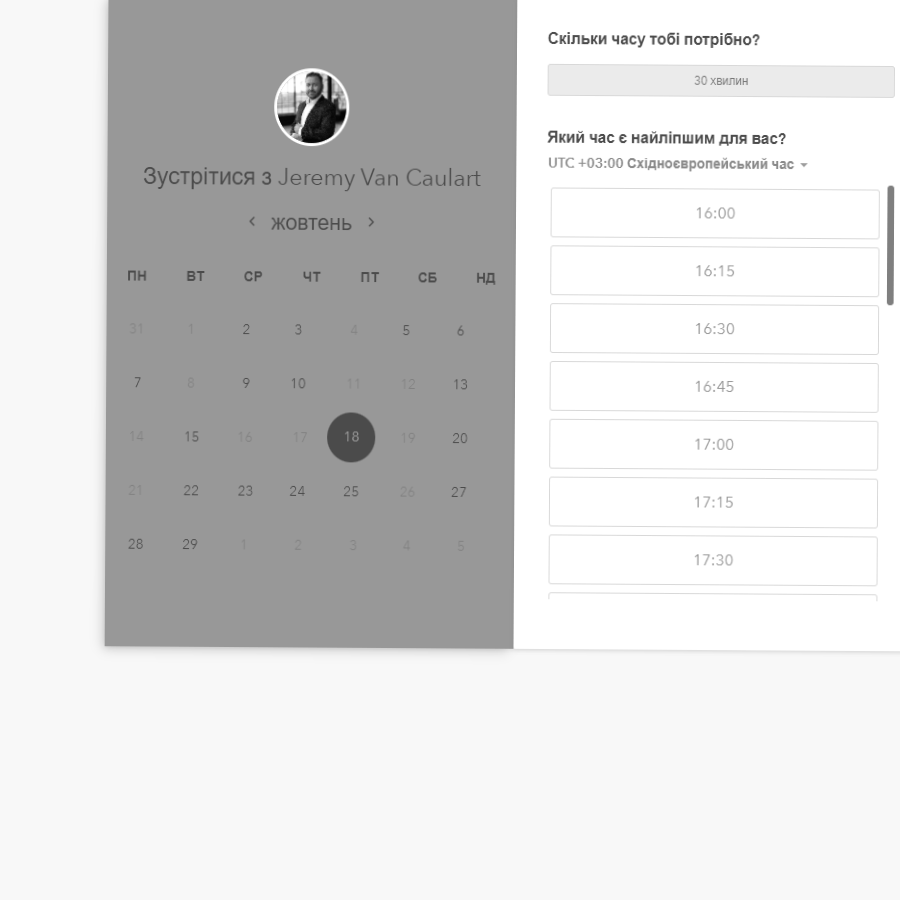 Зустрітися з Jeremy Van Caulart
жовтень
ПН ВТ СР ЧТ ПТ СБ НД
31 1 2 3 4 5 6
7 8 9 10 11 12 13
14 15 16 17 18 19 20
21 22 23 24 25 26 27
28 29 1 2 3 4 5
Скільки часу тобі потрібно?
30 хвилин
Який час є найліпшим для вас?
UTC +03:00 Східноєвропейський час
16:00
16:15
16:30
16:45
17:00
17:15
17:30